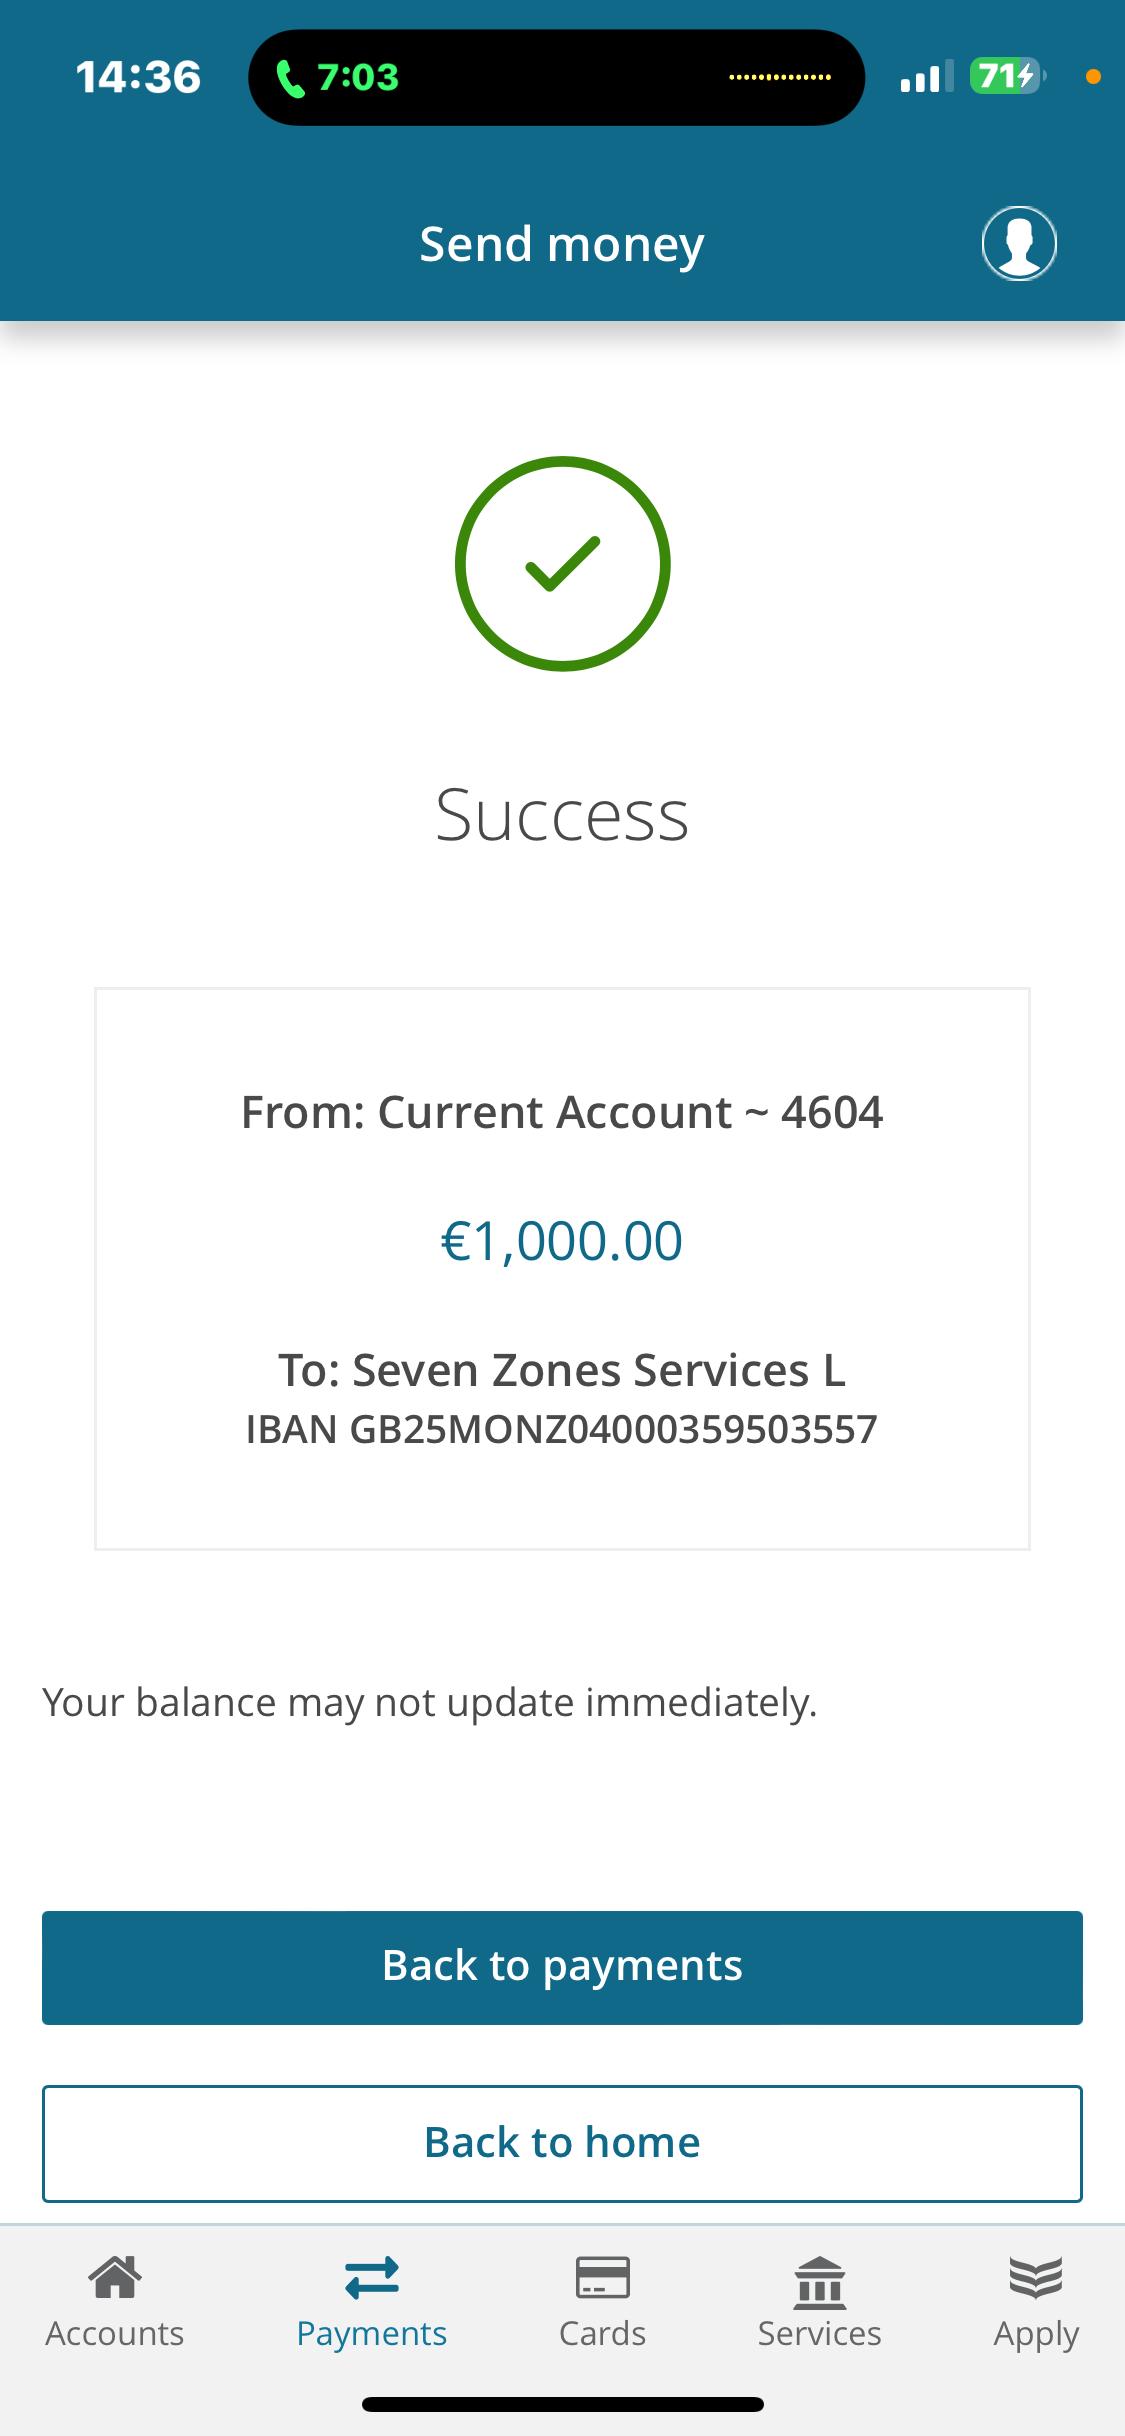 14:36
7:03
71
Send money
Success
From: Current Account ~ 4604
€1,000.00
To: Seven Zones Services L
IBAN GB25MONZ04000359503557
Your balance may not update immediately.
Back to payments
Back to home
Accounts
Payments
Cards
Services
Apply